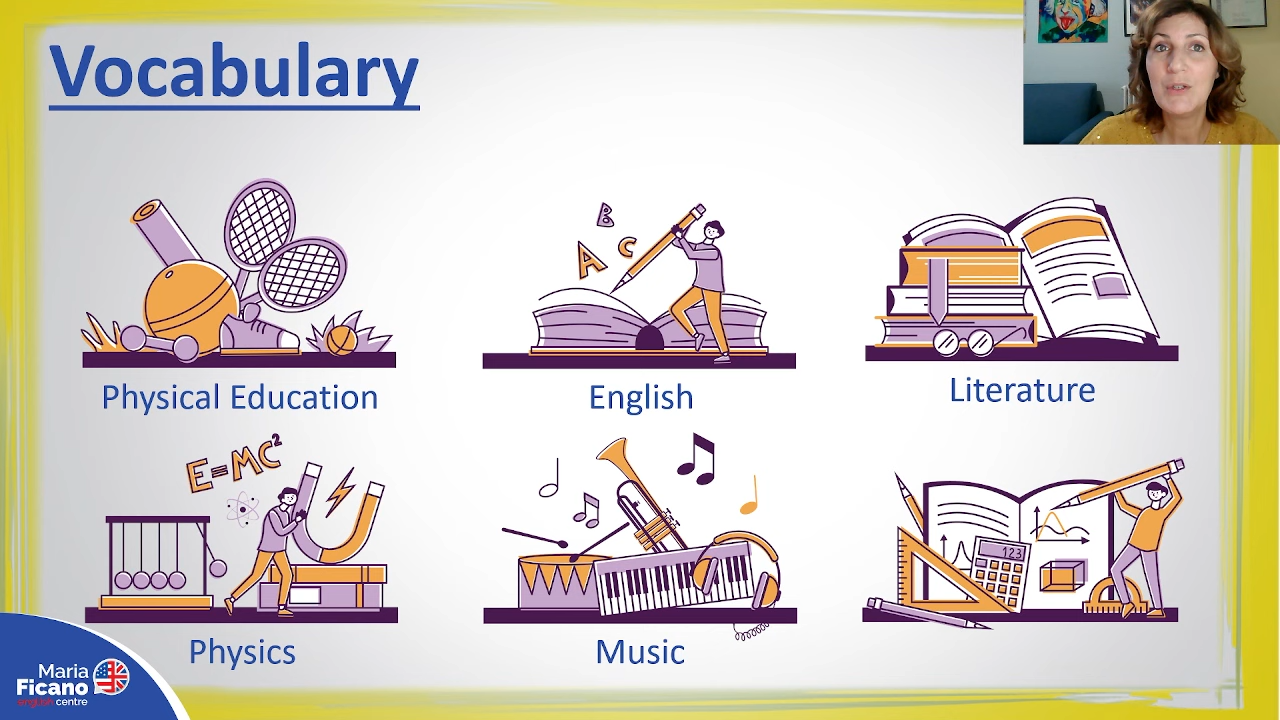 Vocabulary
B
A C
Physical Education
English
Literature
E=MC²
123
Physics
Music
Maria
Ficano
english centre